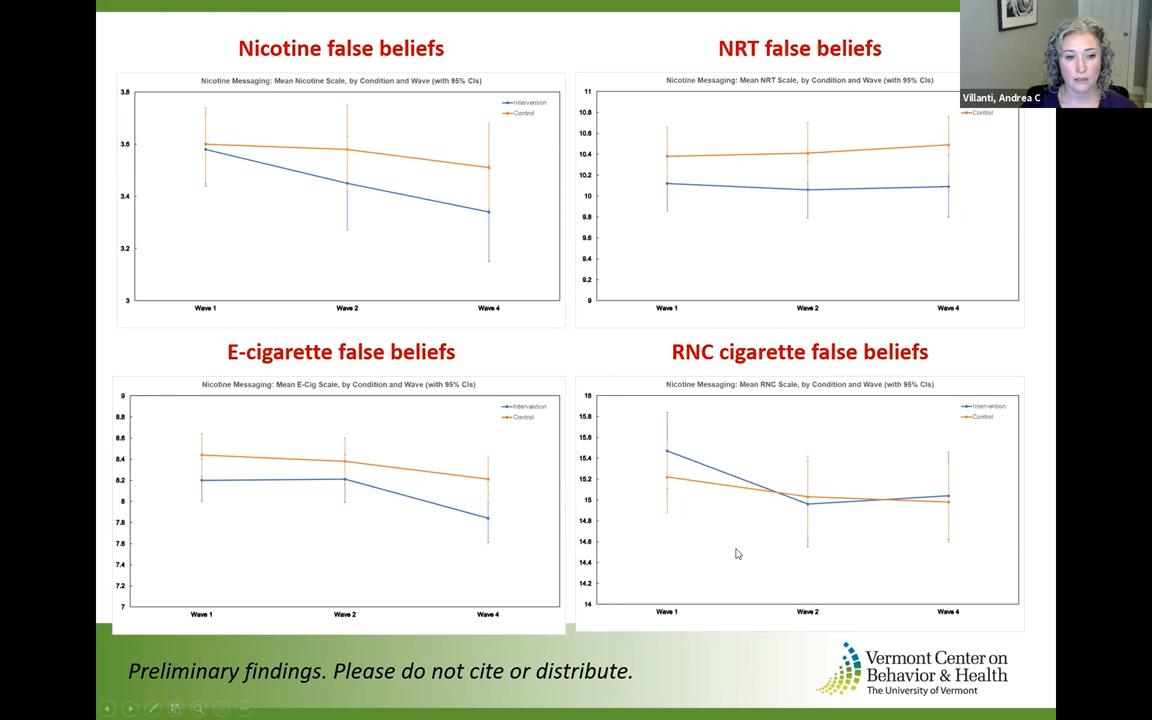 Nicotine false beliefs
NRT false beliefs
Villanti, Andrea C
Nicotine Messaging: Mean Nicotine Scale, by Condition and Wave (with 95% CIs)
Intervention
Control
3.8
3.6
3.4
3.2
3
Wave 1
Wave 2
Wave 4
Nicotine Messaging: Mean NRT Scale, by Condition and Wave (with 95% CIs)
Control
11
10.8
10.6
10.4
10.2
10
9.8
9.6
9.4
9.2
9
Wave 1
Wave 2
Wave 4
E-cigarette false beliefs
RNC cigarette false beliefs
Nicotine Messaging: Mean E-Cig Scale, by Condition and Wave (with 95% CIs)
Intervention
Control
9
8.8
8.6
8.4
8.2
8
7.8
7.6
7.4
7.2
7
Wave 1
Wave 2
Wave 4
Nicotine Messaging: Mean RNC Scale, by Condition and Wave (with 95% CIs)
Intervention
Control
16
15.8
15.6
15.4
15.2
15
14.8
14.6
14.4
14.2
14
Wave 1
Wave 2
Wave 4
Preliminary findings. Please do not cite or distribute.
Vermont Center on
Behavior & Health
The University of Vermont